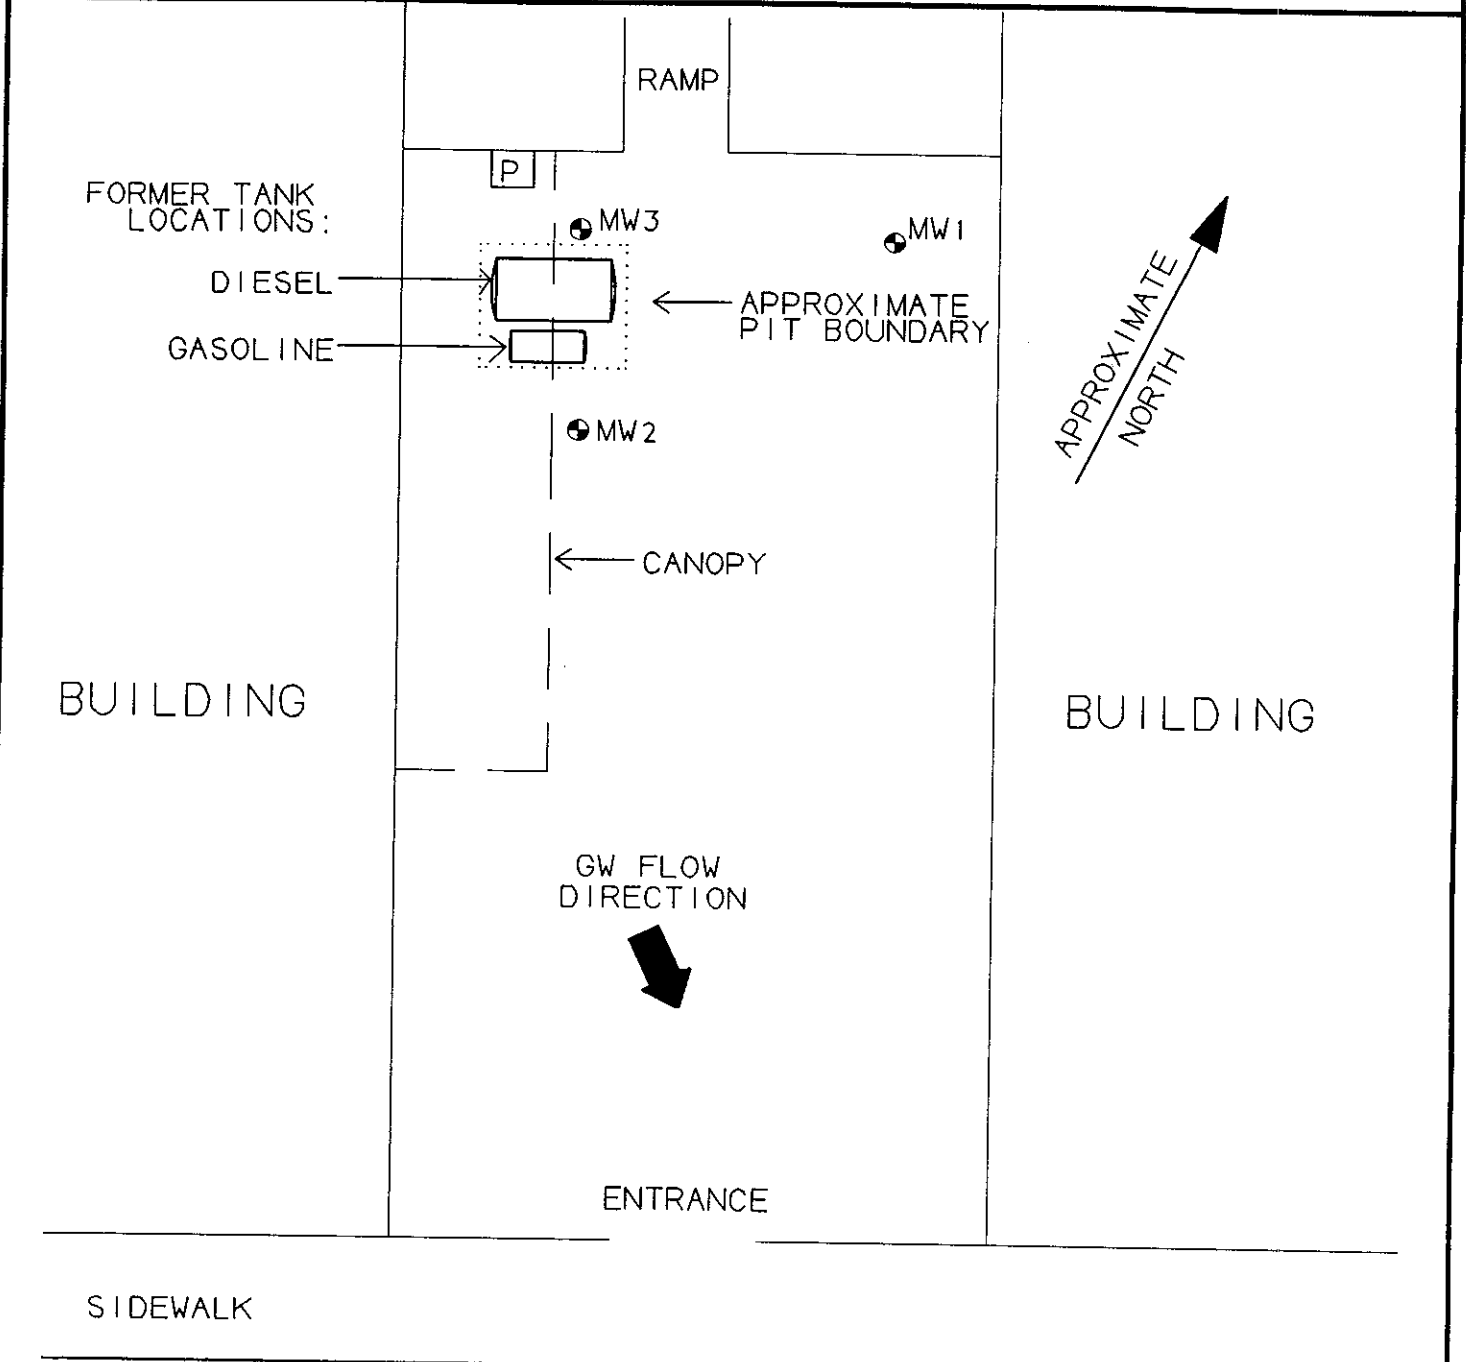 RAMP
P
FORMER TANK
LOCATIONS:
MW3
MW1
DIESEL
APPROXIMATE
PIT BOUNDARY
GASOLINE
APPROXIMATE
NORTH
MW2
CANOPY
BUILDING
BUILDING
GW FLOW
DIRECTION
ENTRANCE
SIDEWALK